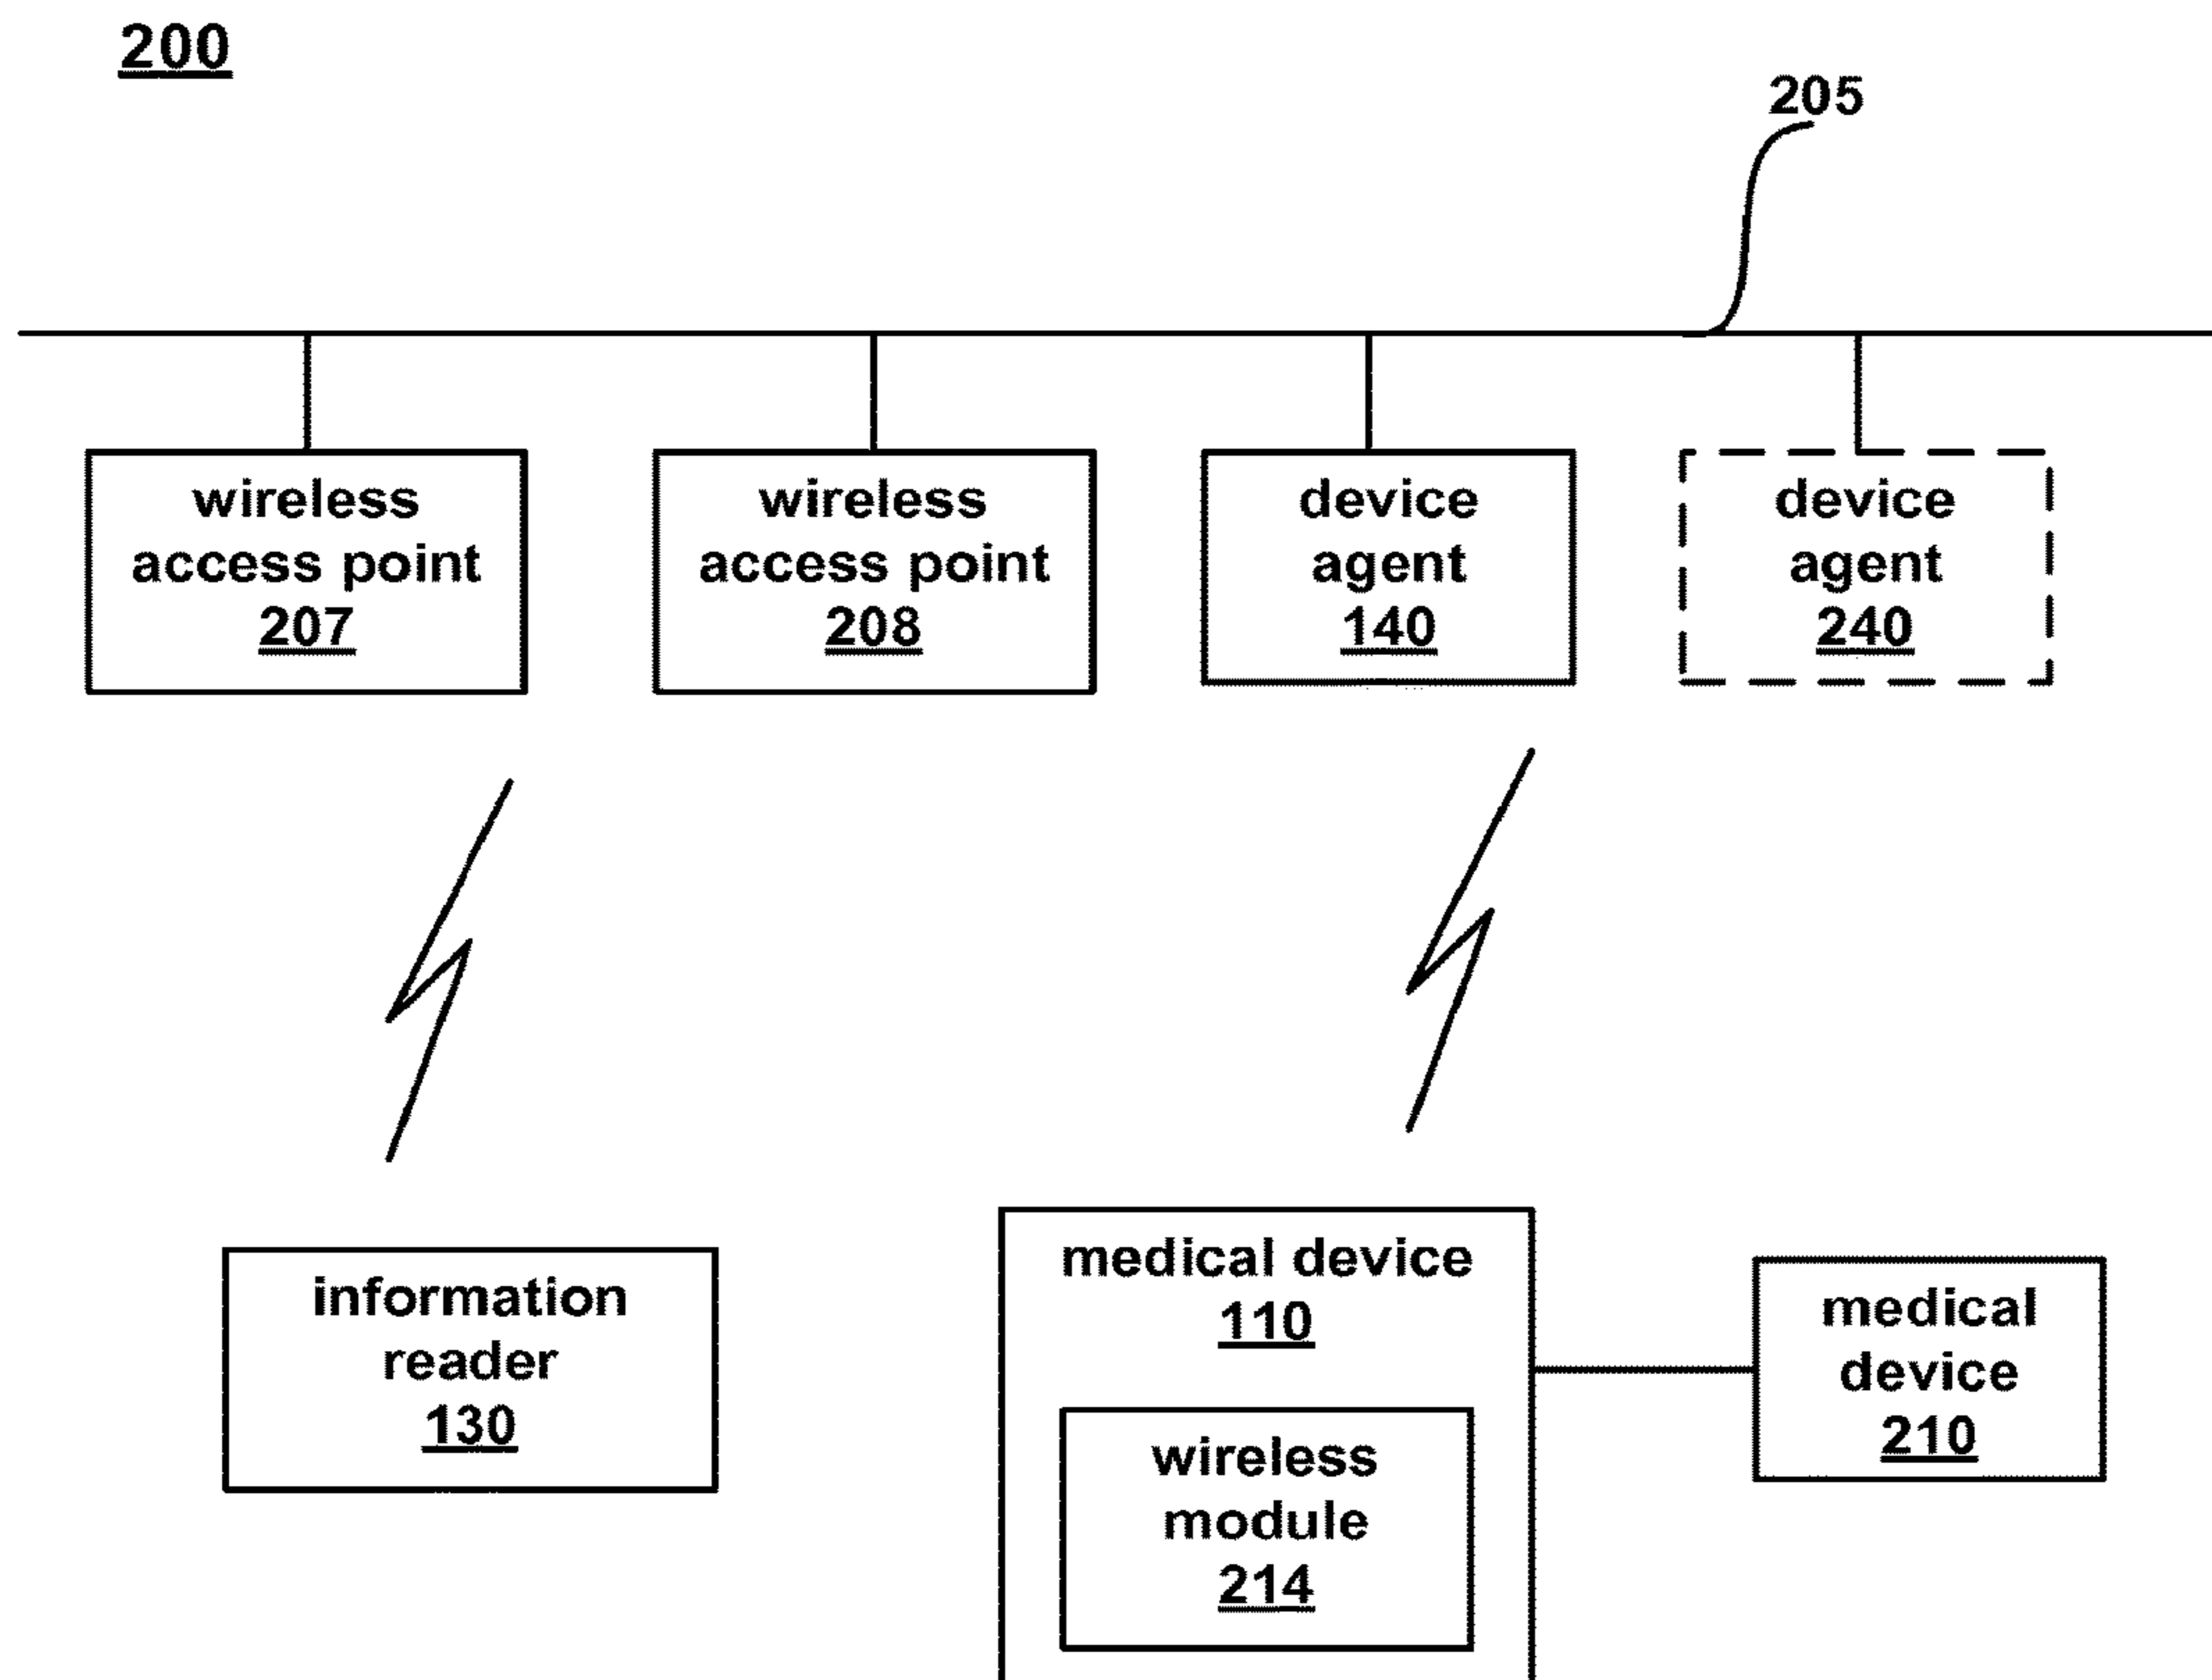 200
205
wireless
access point
207
wireless
access point
208
device
agent
140
device
agent
240
information
reader
130
medical device
110
wireless
module
214
medical
device
210